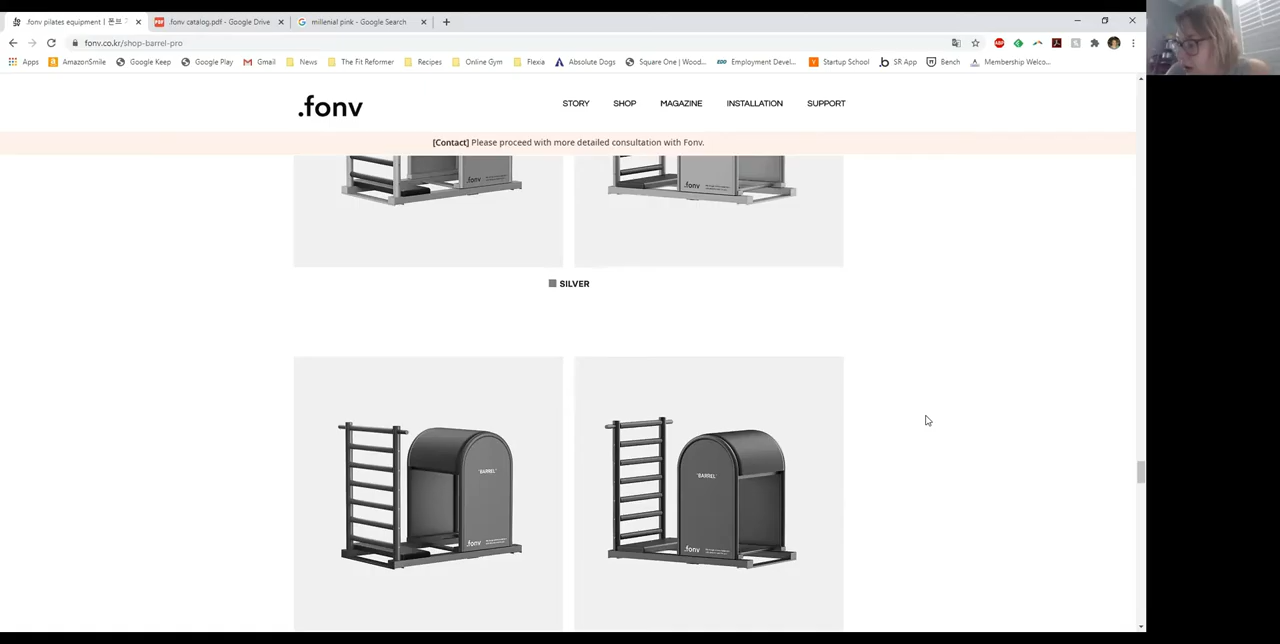 .fonv pilates equipment | 폰브
.fonv catalog.pdf - Google Drive
millenial pink - Google Search
fonv.co.kr/shop-barrel-pro
Apps
AmazonSmile
Google Keep
Google Play
Gmail
News
The Fit Reformer
Recipes
Online Gym
Flexia
Absolute Dogs
Square One | Wood...
Employment Devel...
Startup School
SR App
Bench
Membership Welco...
.fonv
STORY
SHOP
MAGAZINE
INSTALLATION
SUPPORT
[Contact] Please proceed with more detailed consultation with Fonv.
.fonv
.fonv
SILVER
"BARREL"
"BARREL"
.fonv
.fonv